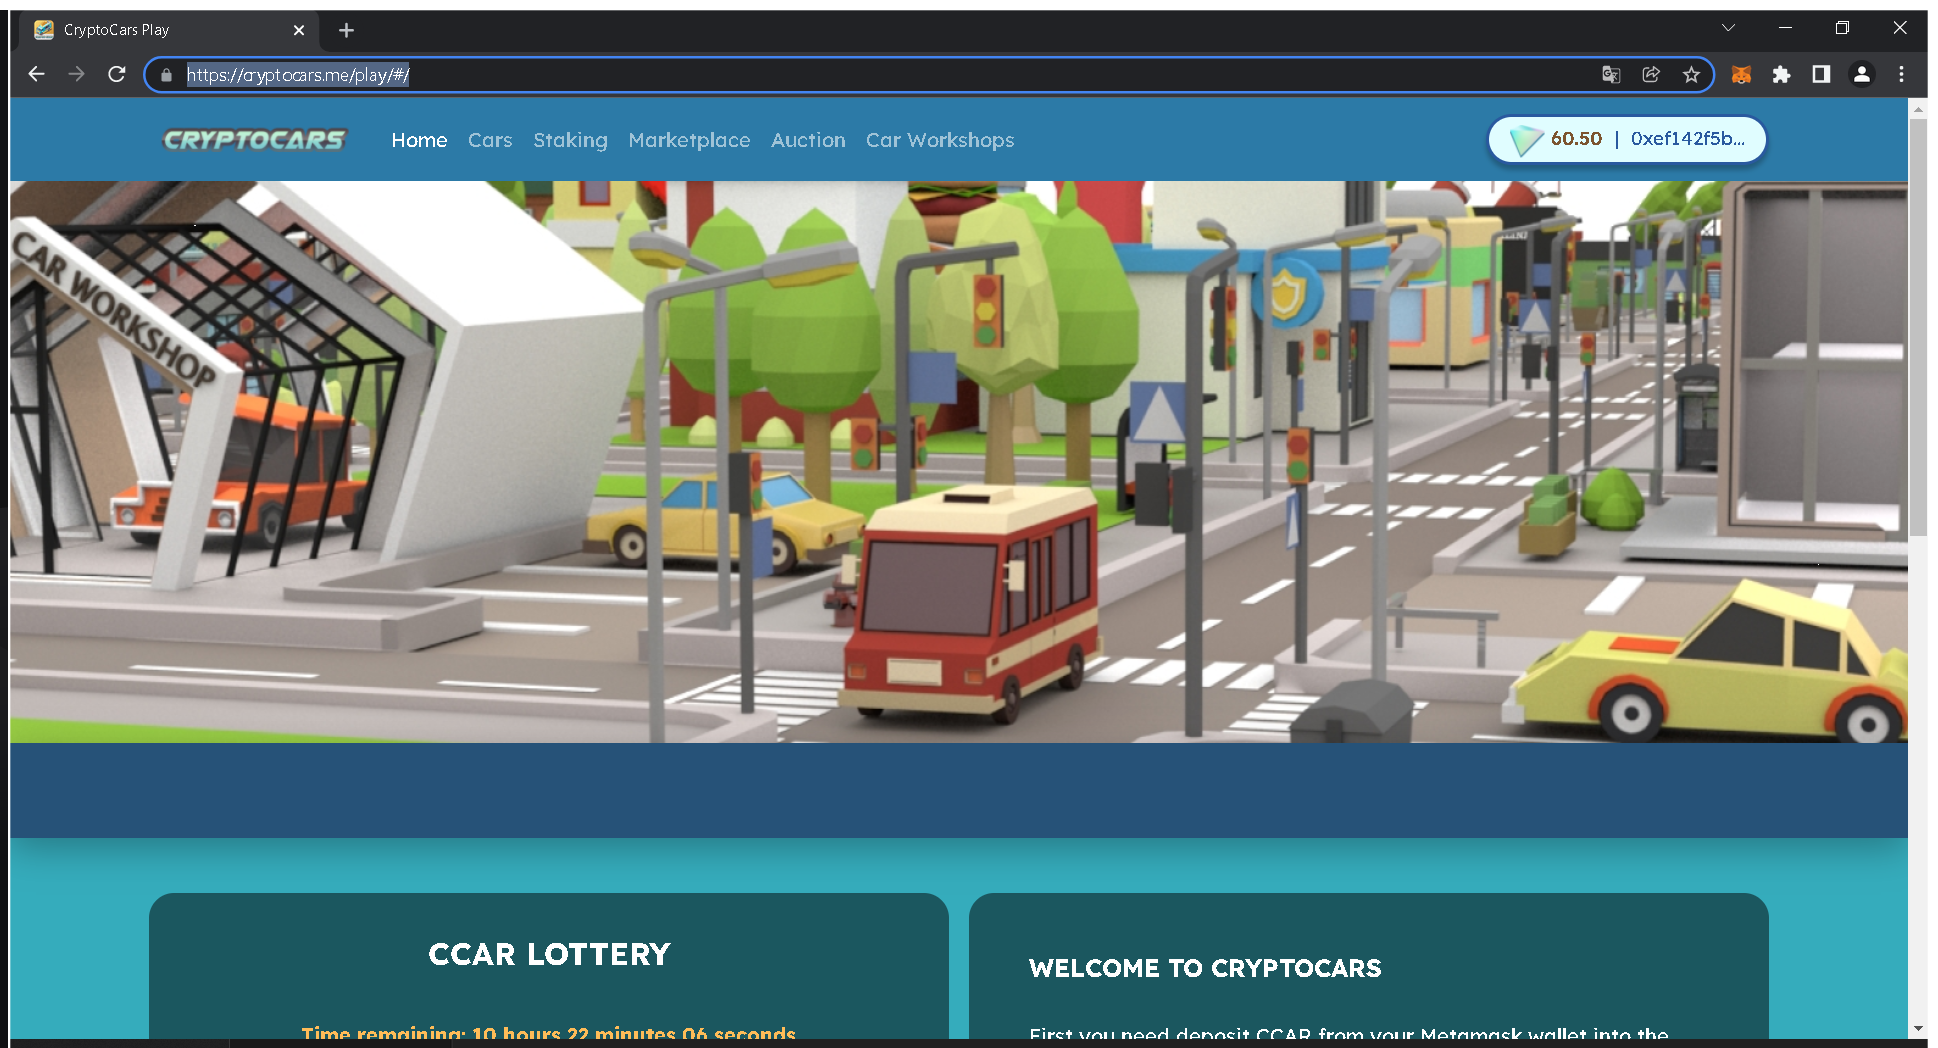 CryptoCars Play
https://cryptocars.me/play/#/
CRYPTOCARS
Home Cars Staking Marketplace Auction Car Workshops
60.50 | 0xef142f5b...
CAR WORKSHOP
CCAR LOTTERY
Time remaining: 10 hours 22 minutes 06 seconds
WELCOME TO CRYPTOCARS
First you need deposit CCAR from your Metamask wallet into the